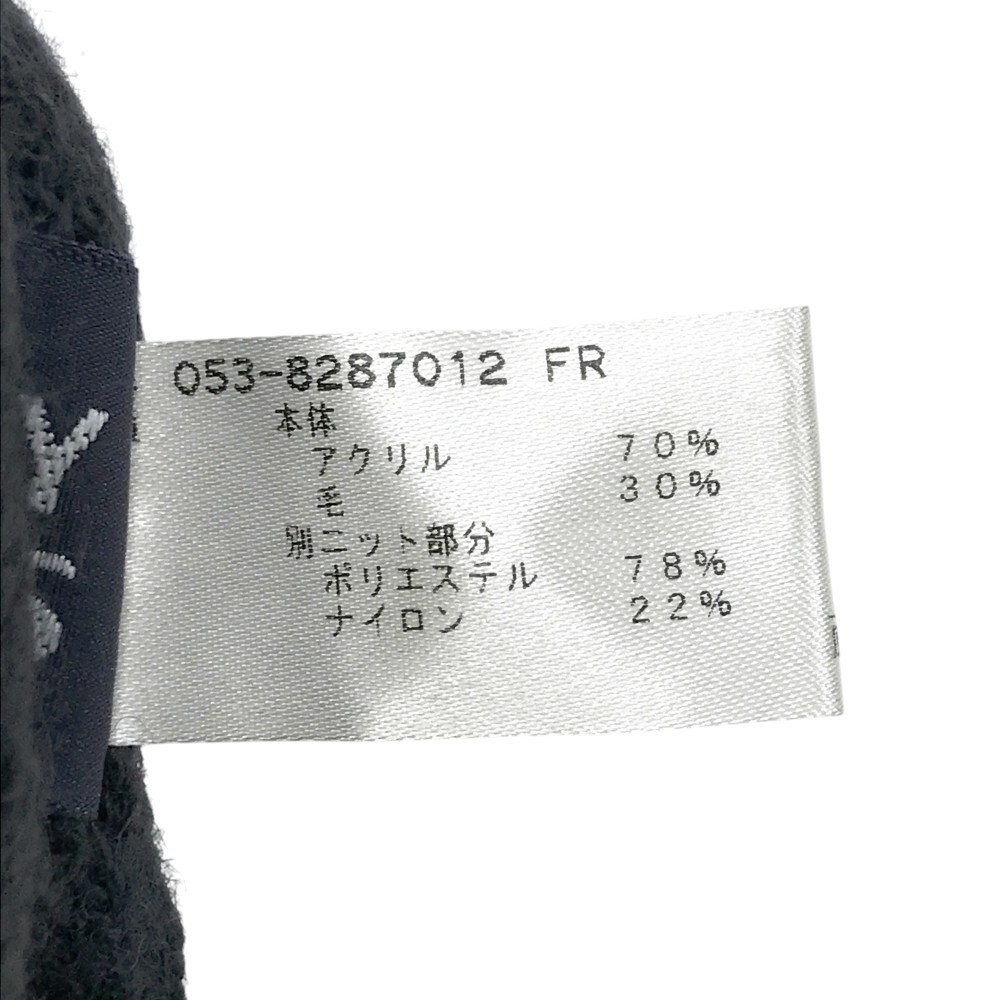 053-8287012 FR
本体
アクリル 70%
毛 30%
別ニット部分
ポリエステル 78%
ナイロン 22%